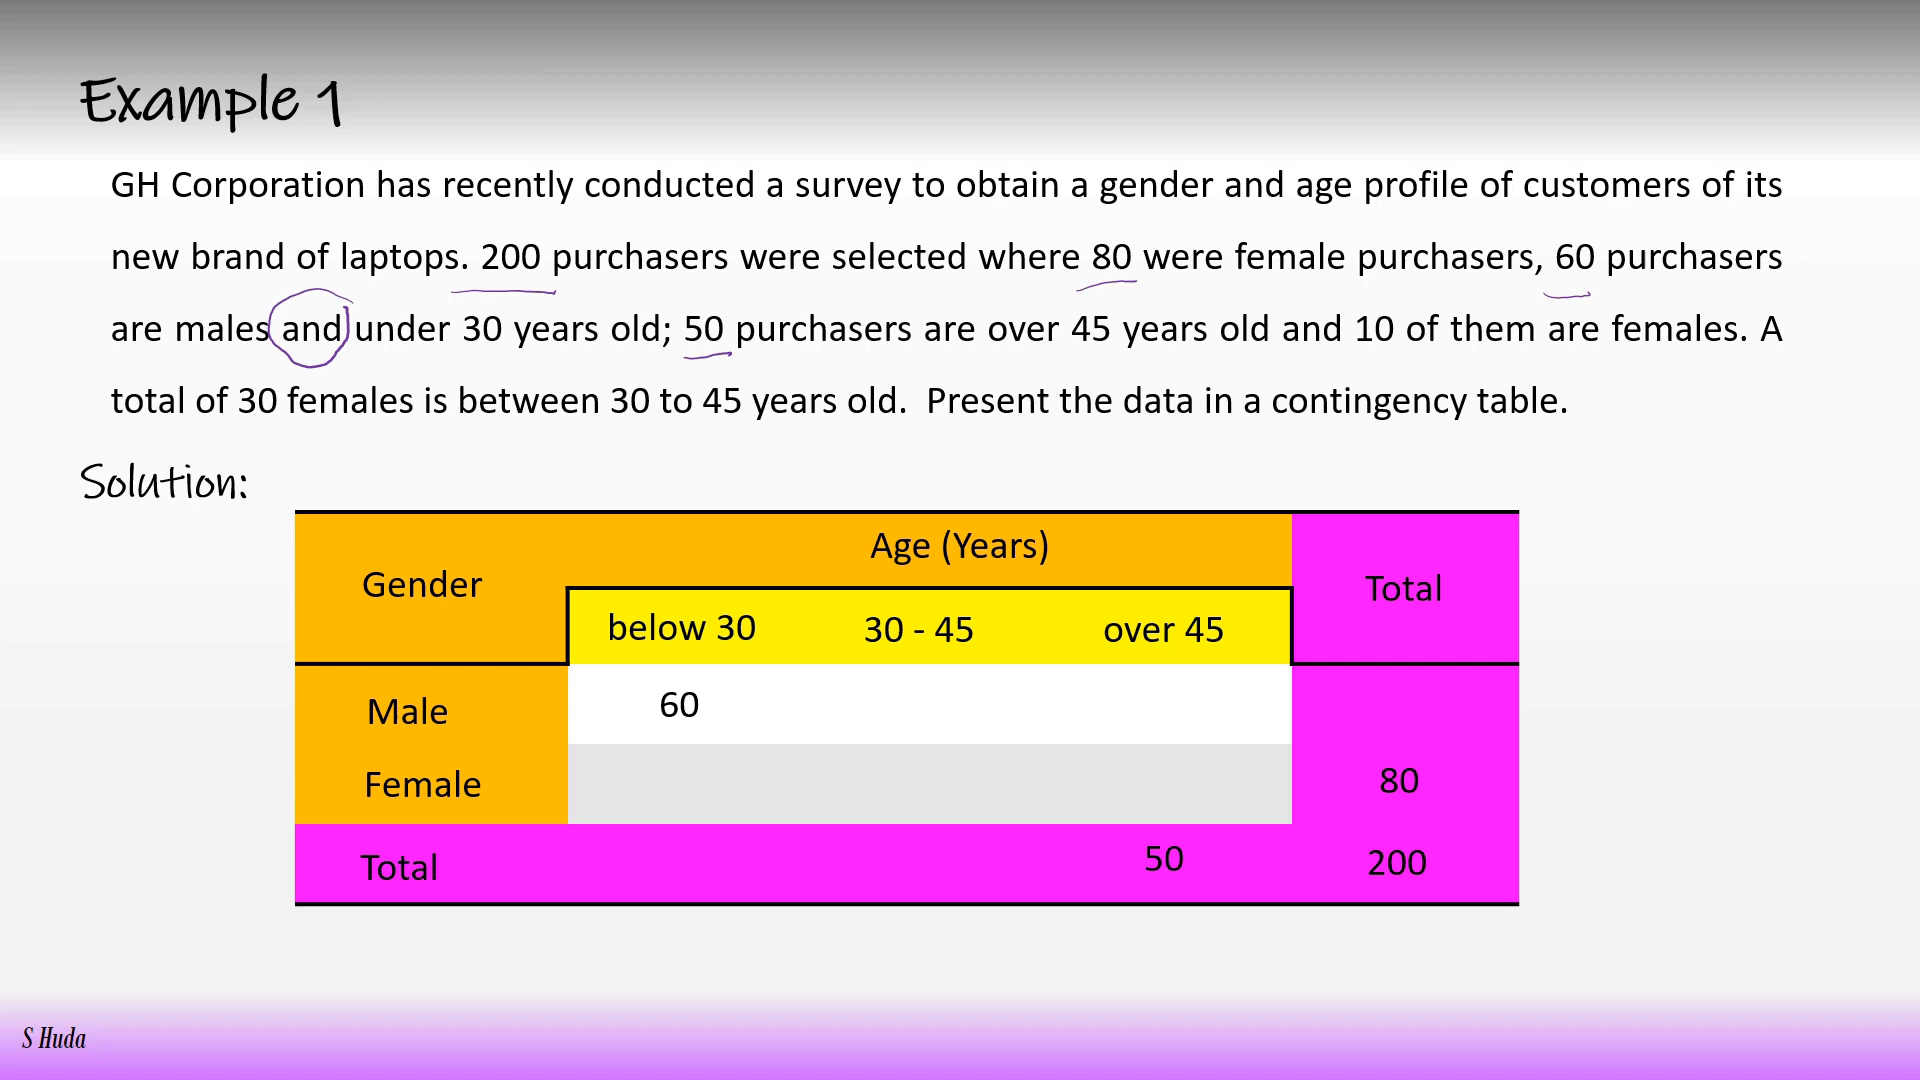 Example 1
GH Corporation has recently conducted a survey to obtain a gender and age profile of customers of its
new brand of laptops. 200 purchasers were selected where 80 were female purchasers, 60 purchasers
are males and under 30 years old; 50 purchasers are over 45 years old and 10 of them are females. A
total of 30 females is between 30 to 45 years old. Present the data in a contingency table.
Solution:
Gender Age (Years) Total
below 30 30 - 45 over 45
Male 60
Female 80
Total 50 200
S Huda